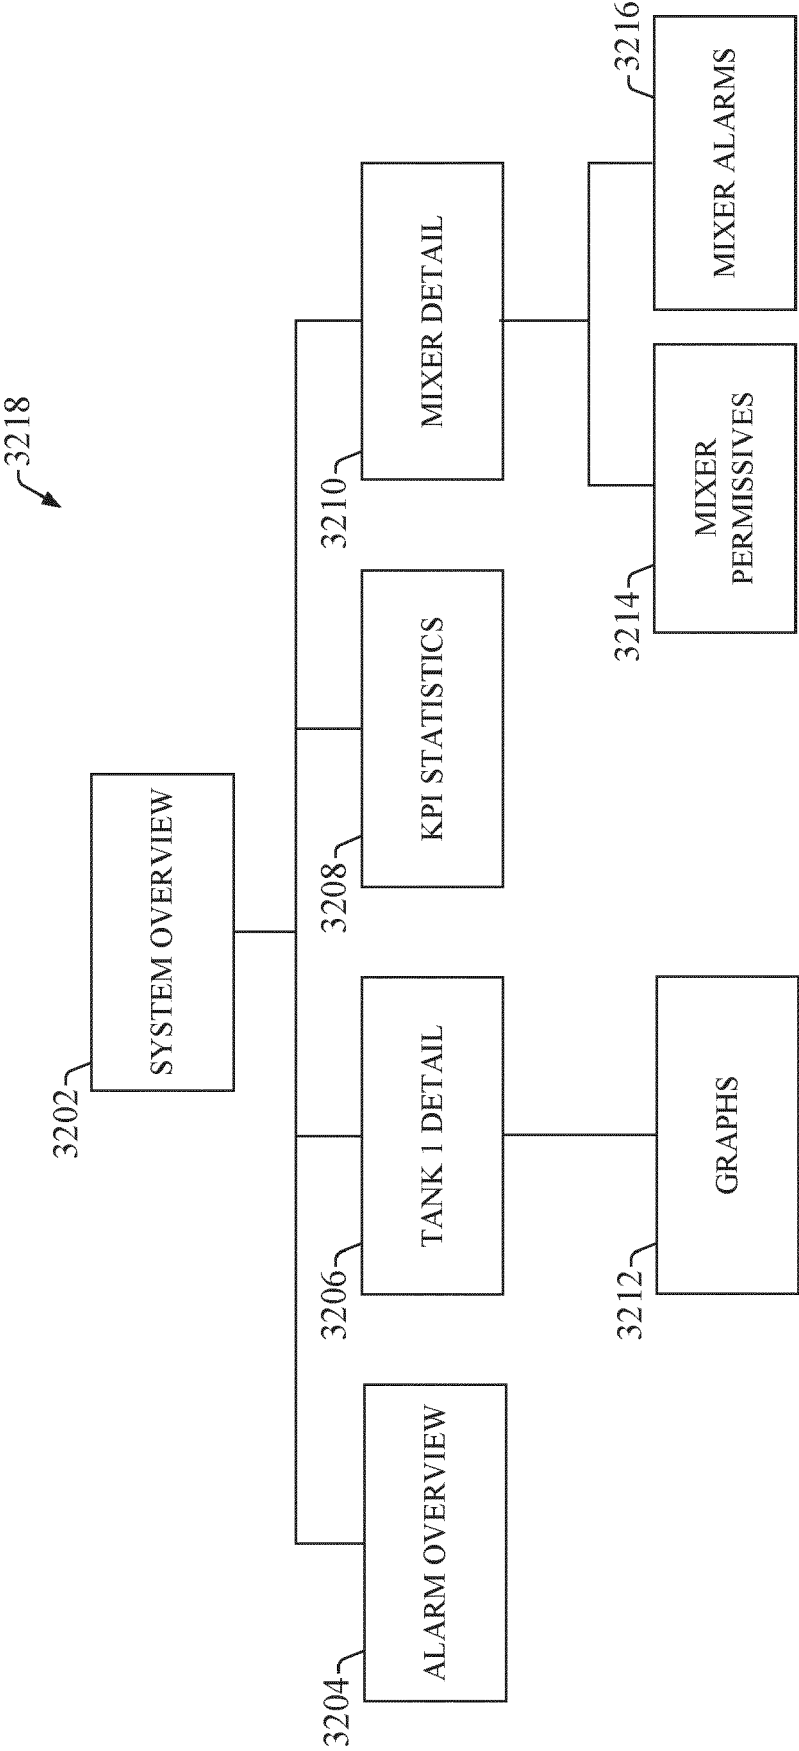 3218
3202
SYSTEM OVERVIEW
3204
ALARM OVERVIEW
3206
TANK 1 DETAIL
3208
KPI STATISTICS
3210
MIXER DETAIL
3212
GRAPHS
3214
MIXER
PERMISSIVES
3216
MIXER ALARMS